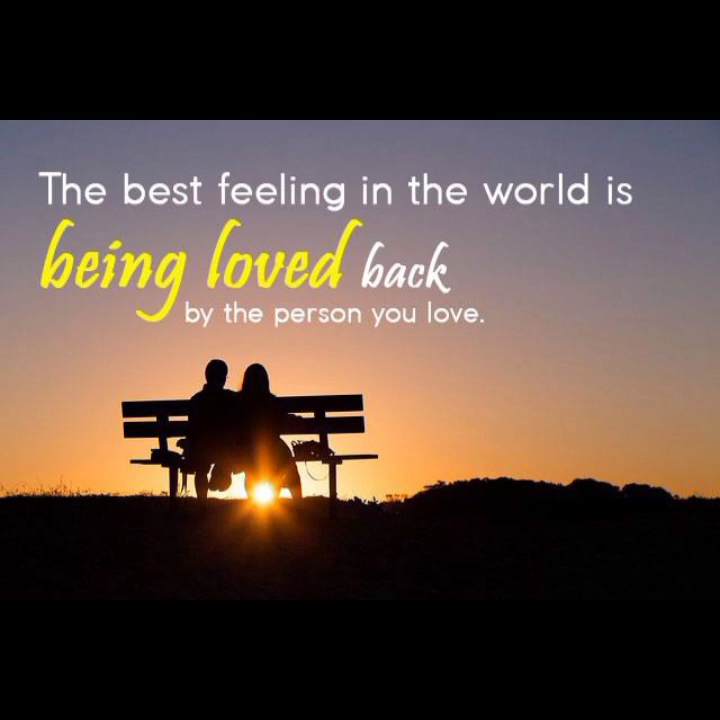 The best feeling in the world is
being loved back
by the person you love.